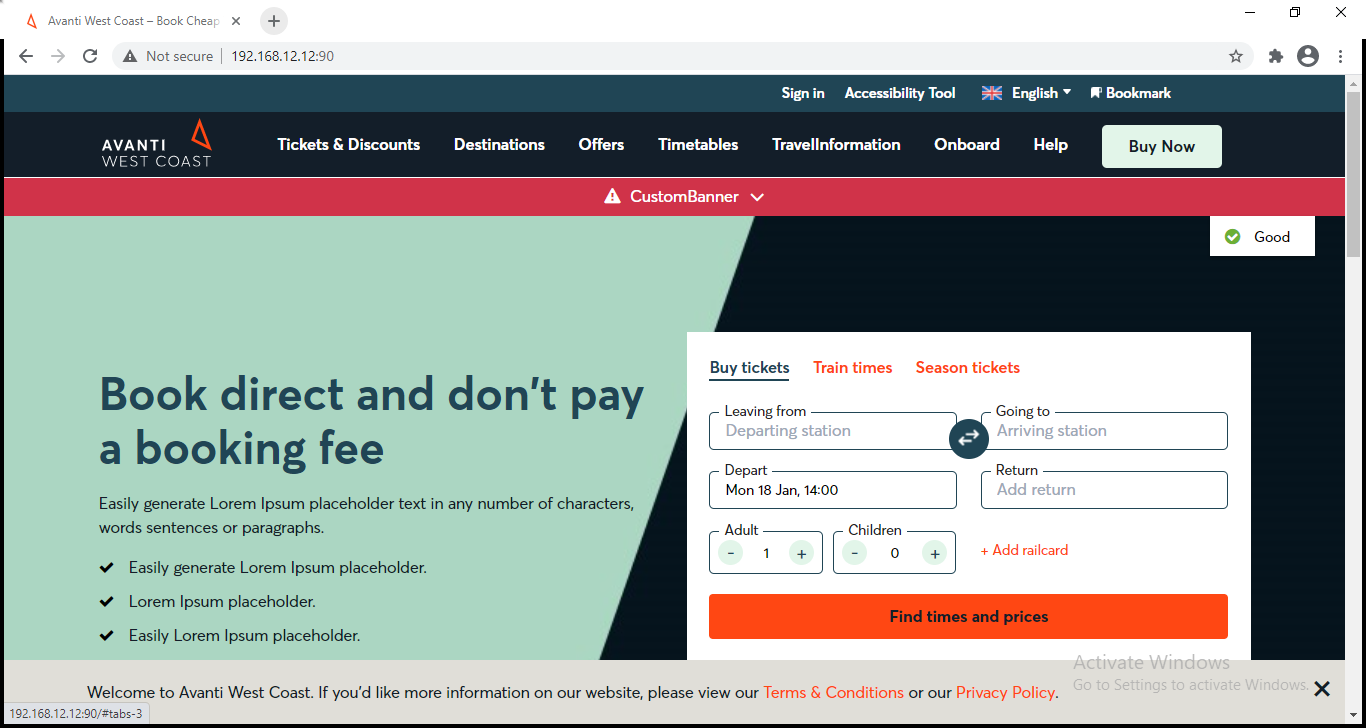 Avanti West Coast – Book Cheap
Not secure
192.168.12.12:90
Sign in
Accessibility Tool
English
Bookmark
AVANTI
WEST COAST
Tickets & Discounts
Destinations
Offers
Timetables
TravelInformation
Onboard
Help
Buy Now
CustomBanner
Good
Book direct and don't pay
a booking fee
Easily generate Lorem Ipsum placeholder text in any number of characters,
words sentences or paragraphs.
Easily generate Lorem Ipsum placeholder.
Lorem Ipsum placeholder.
Easily Lorem Ipsum placeholder.
Buy tickets
Train times
Season tickets
Leaving from
Departing station
Going to
Arriving station
Depart
Mon 18 Jan, 14:00
Return
Add return
Adult
- 1 +
Children
- 0 +
+ Add railcard
Find times and prices
Activate Windows
Go to Settings to activate Windows.
Welcome to Avanti West Coast. If you'd like more information on our website, please view our Terms & Conditions or our Privacy Policy.
192.168.12.12:90/#tabs-3